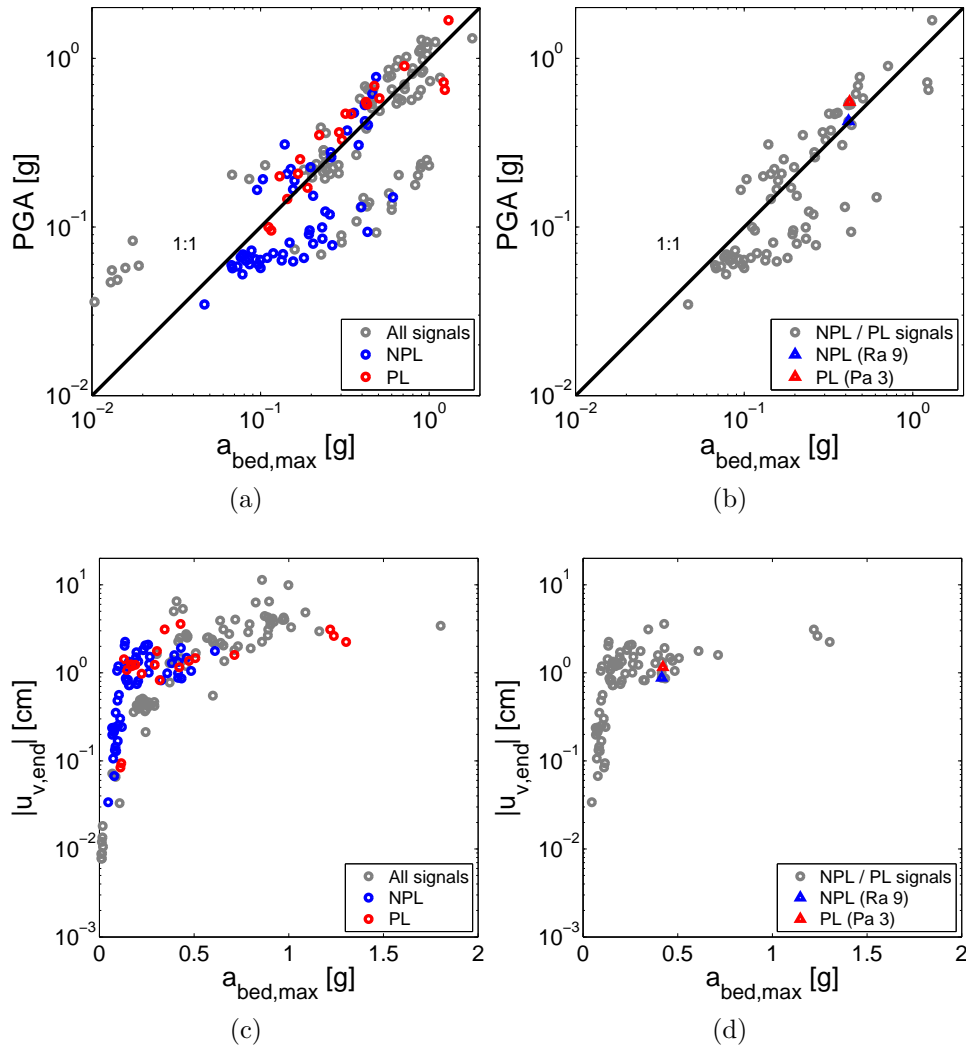 10^0
10^-1
10^-2
PGA [g]
1:1
All signals
NPL
PL
10^-2
10^-1
10^0
a_bed,max [g]
(a)
10^0
10^-1
10^-2
PGA [g]
1:1
NPL / PL signals
NPL (Ra 9)
PL (Pa 3)
10^-2
10^-1
10^0
a_bed,max [g]
(b)
10^1
10^0
10^-1
10^-2
10^-3
|u_v,end| [cm]
All signals
NPL
PL
0 0.5 1 1.5 2
a_bed,max [g]
(c)
10^1
10^0
10^-1
10^-2
10^-3
|u_v,end| [cm]
NPL / PL signals
NPL (Ra 9)
PL (Pa 3)
0 0.5 1 1.5 2
a_bed,max [g]
(d)